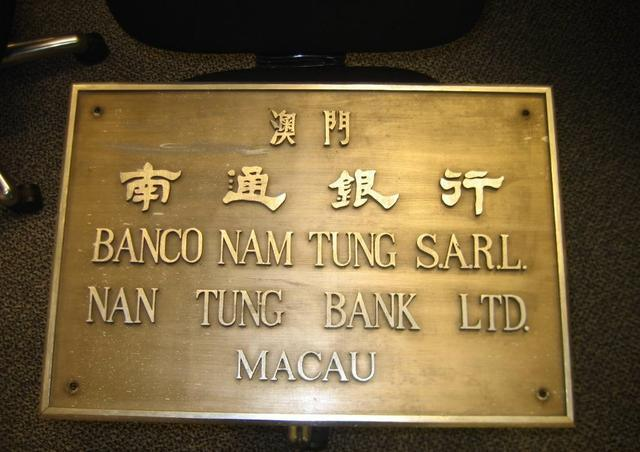 澳門
南通銀行
BANCO NAM TUNG S.A.R.L.
NAN TUNG BANK LTD.
MACAU